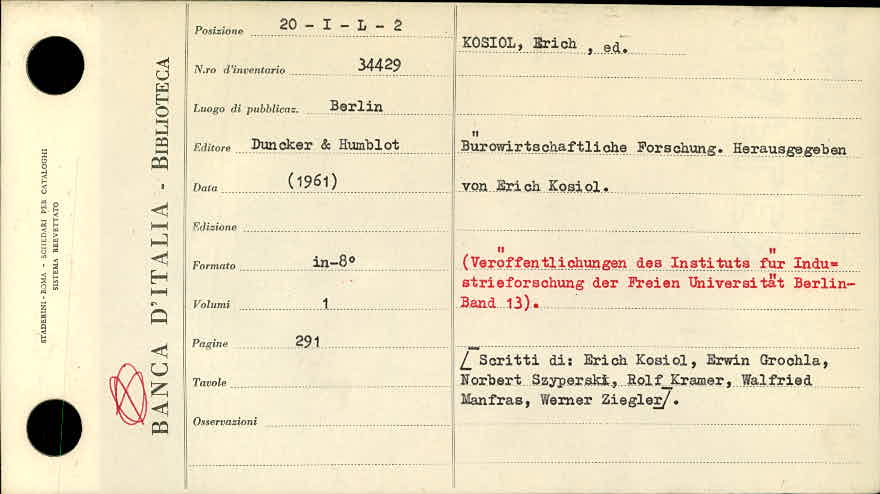 STADERINI - ROMA - SCHEDARI PER CATALOGHI
SISTEMA BERVETTATO
BANCA D'ITALIA - BIBLIOTECA
Posizione 20 - I - L - 2
N.ro d'inventario 34429
Luogo di pubblicaz. Berlin
Editore Duncker & Humblot
Data (1961)
Edizione
Formato in-8°
Volumi 1
Pagine 291
Tavole
Osservazioni
KOSIOL, Erich , ed.
Bürowirtschaftliche Forschung. Herausgegeben
von Erich Kosiol.
(Veröffentlichungen des Instituts für Indu=
strieforschung der Freien Universität Berlin-
Band 13).
[Scritti di: Erich Kosiol, Erwin Grochla,
Norbert Szyperski, Rolf Kramer, Walfried
Manfras, Werner Ziegler].